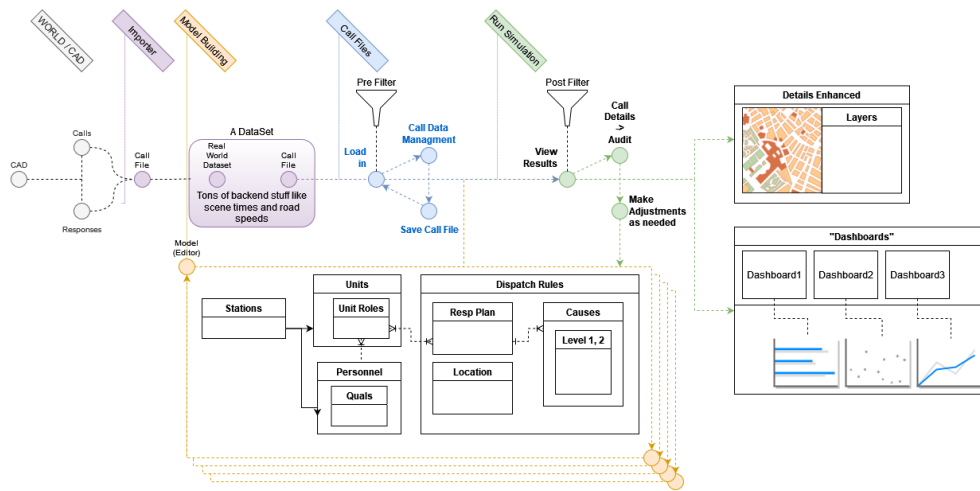 WORLD / CAD
Importer
Model Building
Call Files
Run Simulation
Pre Filter
Post Filter
Call
Details
->
Audit
Details Enhanced
Layers
Calls
A DataSet
Call Data
Managment
CAD
Call
File
Real
World
Dataset
Call
File
Load
in
View
Results
Tons of backend stuff like
scene times and road
speeds
Responses
Save Call File
Make
Adjustments
as needed
Model
(Editor)
"Dashboards"
Dashboard1
Dashboard2
Dashboard3
Units
Dispatch Rules
Stations
Unit Roles
Resp Plan
Causes
Level 1, 2
Personnel
Location
Quals